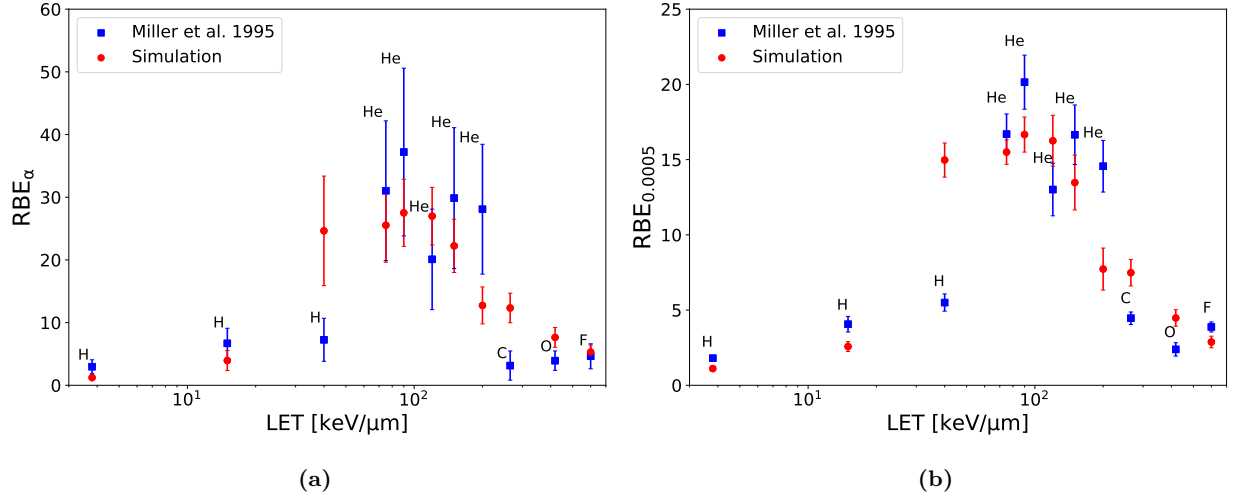 Miller et al. 1995
Simulation
RBEα
LET [keV/μm]
0
10
20
30
40
50
60
10¹
10²
H
H
H
He
He
He
He
He
C
O
F
(a)
Miller et al. 1995
Simulation
RBE0.0005
LET [keV/μm]
0
5
10
15
20
25
10¹
10²
H
H
H
He
He
He
He
He
C
O
F
(b)